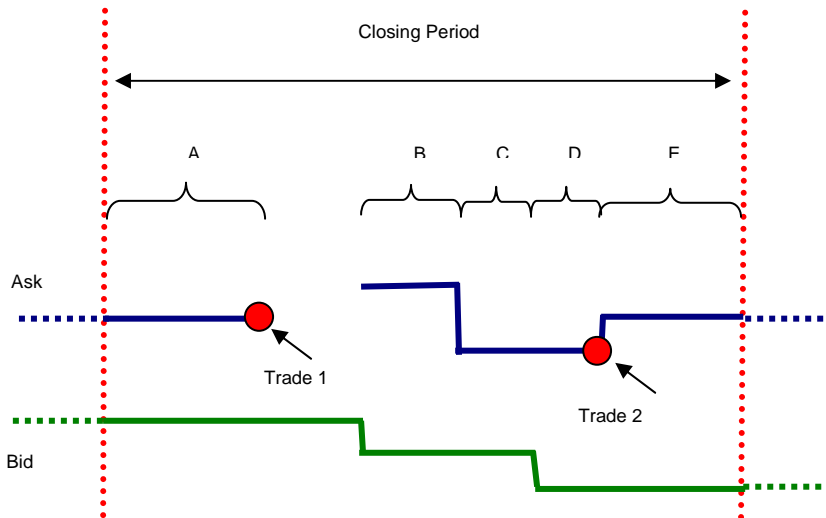 Closing Period
A B C D E
Ask
Trade 1
Trade 2
Bid